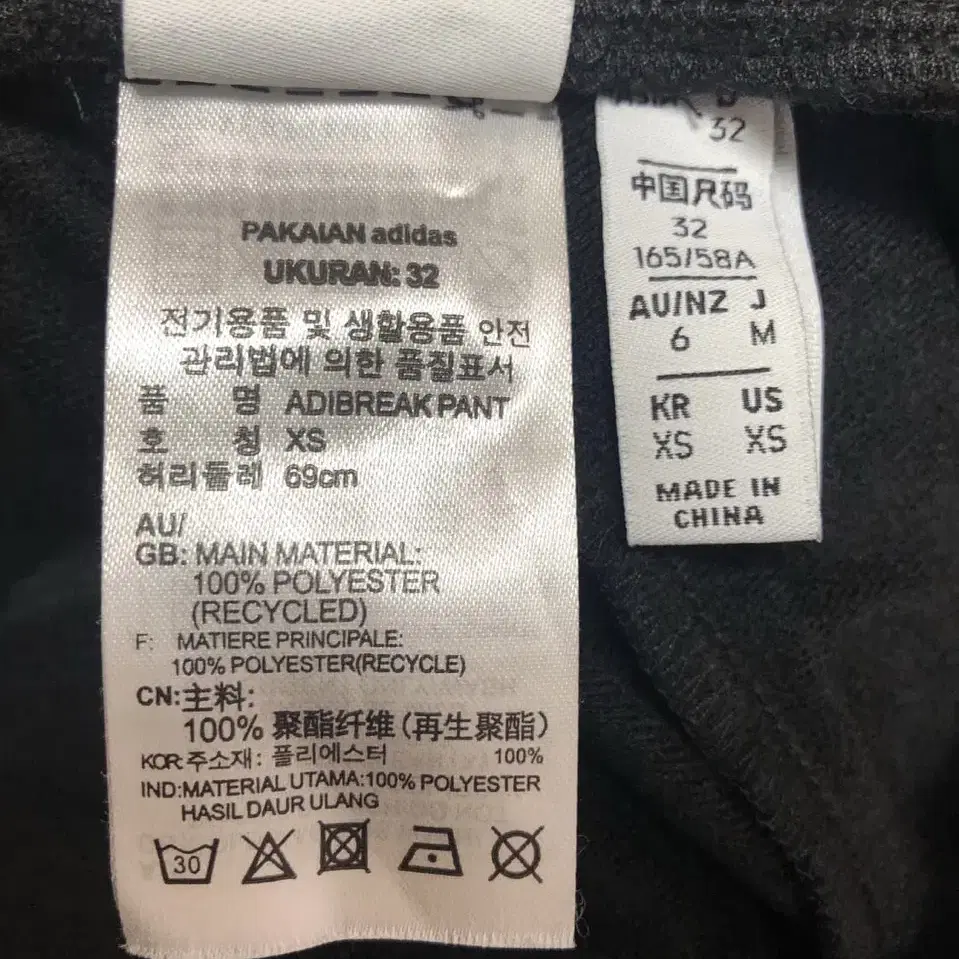 PAKAIAN adidas
UKURAN: 32
전기용품 및 생활용품 안전
관리법에 의한 품질표시
품 명 ADIBREAK PANT
호 칭 XS
허리둘레 69cm
AU/
GB: MAIN MATERIAL:
100% POLYESTER
(RECYCLED)
F: MATIERE PRINCIPALE:
100% POLYESTER(RECYCLE)
CN:主料:
100% 聚酯纤维(再生聚酯)
KOR:주소재: 폴리에스터 100%
IND:MATERIAL UTAMA:100% POLYESTER
HASIL DAUR ULANG
30
32
中国尺码
32
165/58A
AU/NZ J
6 M
KR US
XS XS
MADE IN
CHINA